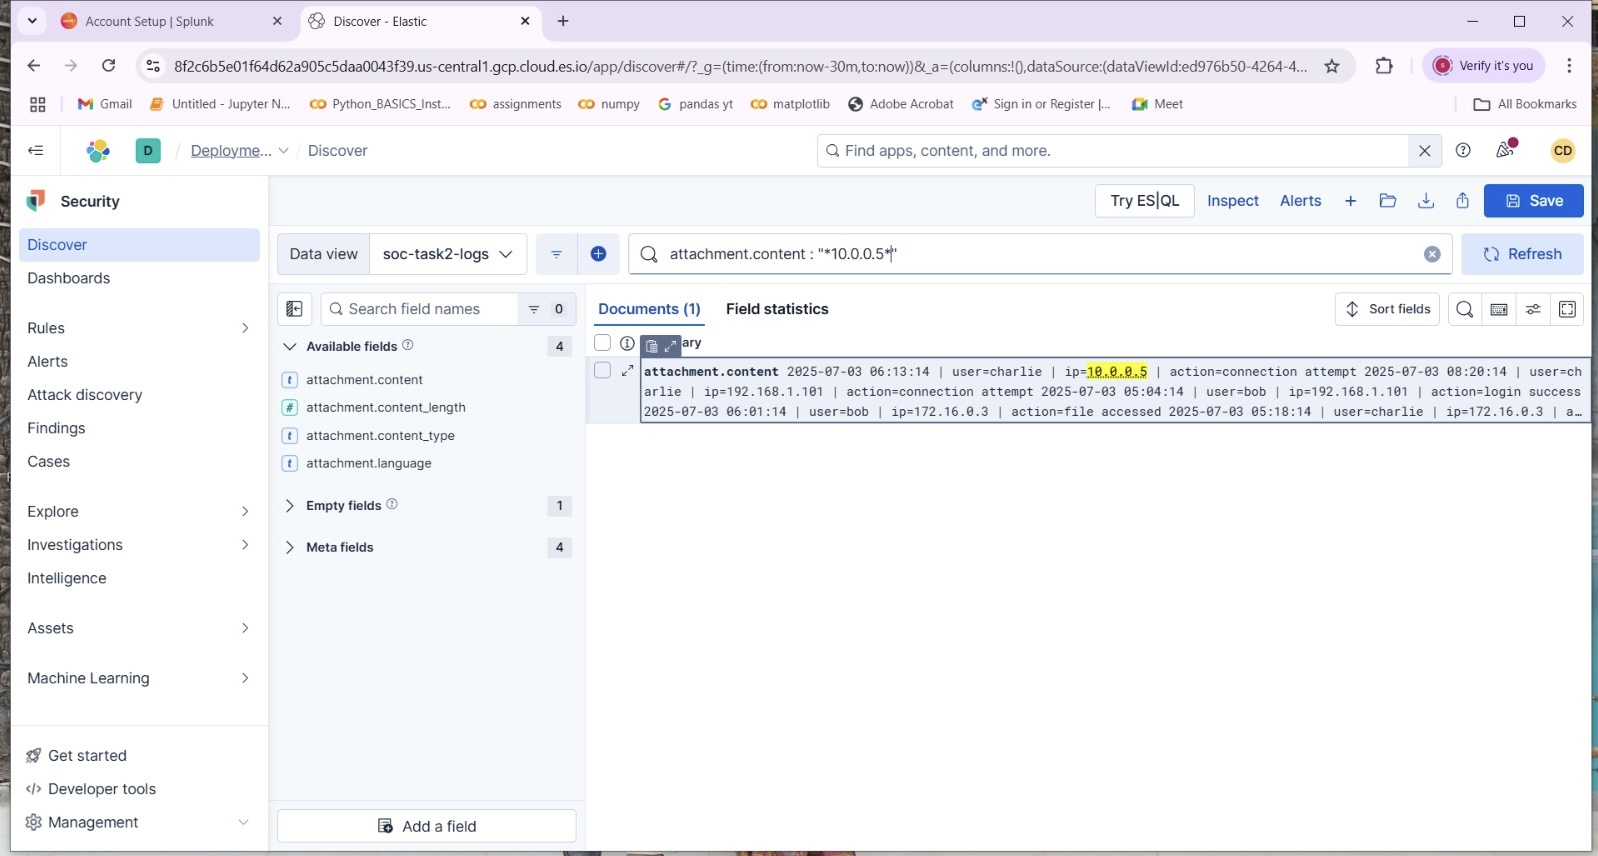 Account Setup | Splunk
Discover - Elastic
8f2c6b5e01f64d62a905c5daa0043f39.us-central1.gcp.cloud.es.io/app/discover#/?_g=(time:(from:now-30m,to:now))&_a=(columns:!(),dataSource:(dataViewId:ed976b50-4264-4...
Verify it's you
Gmail
Untitled - Jupyter N...
Python_BASICS_Inst...
assignments
numpy
pandas yt
matplotlib
Adobe Acrobat
Sign in or Register |...
Meet
All Bookmarks
D
/
Deployme...
/
Discover
Find apps, content, and more.
CD
Security
Try ES|QL
Inspect
Alerts
Save
Discover
Dashboards
Rules
Alerts
Attack discovery
Findings
Cases
Explore
Investigations
Intelligence
Assets
Machine Learning
Get started
Developer tools
Management
Data view
soc-task2-logs
attachment.content : "*10.0.0.5*"
Refresh
Search field names
0
Available fields
4
attachment.content
attachment.content_length
attachment.content_type
attachment.language
Empty fields
1
Meta fields
4
Add a field
Documents (1)
Field statistics
Sort fields
ary
attachment.content 2025-07-03 06:13:14 | user=charlie | ip=10.0.0.5 | action=connection attempt 2025-07-03 08:20:14 | user=ch
arlie | ip=192.168.1.101 | action=connection attempt 2025-07-03 05:04:14 | user=bob | ip=192.168.1.101 | action=login success
2025-07-03 06:01:14 | user=bob | ip=172.16.0.3 | action=file accessed 2025-07-03 05:18:14 | user=charlie | ip=172.16.0.3 | a…